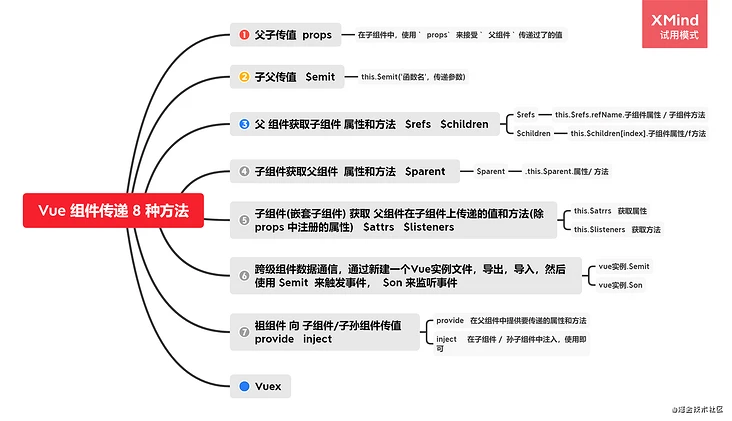 XMind
试用模式
Vue 组件传递 8 种方法
1 父子传值 props
在子组件中，使用 ` props` 来接受 ` 父组件` 传递过了的值
2 子父传值 $emit
this.$emit('函数名'，传递参数)
3 父 组件获取子组件 属性和方法 $refs $children
$refs
this.$refs.refName.子组件属性 / 子组件方法
$children
this.$children[index].子组件属性/f方法
4 子组件获取父组件 属性和方法 $parent
$parent
.this.$parent.属性/ 方法
5 子组件(嵌套子组件) 获取 父组件在子组件上传递的值和方法(除
props 中注册的属性) $attrs $listeners
this.$atrrs 获取属性
this.$listeners 获取方法
6 跨级组件数据通信，通过新建一个Vue实例文件，导出，导入，然后
使用 $emit 来触发事件， $on 来监听事件
vue实例.$emit
vue实例.$on
7 祖组件 向 子组件/子孙组件传值
provide inject
provide 在父组件中提供要传递的属性和方法
inject 在子组件 / 孙子组件中注入，使用即
可
Vuex
@掘金技术社区